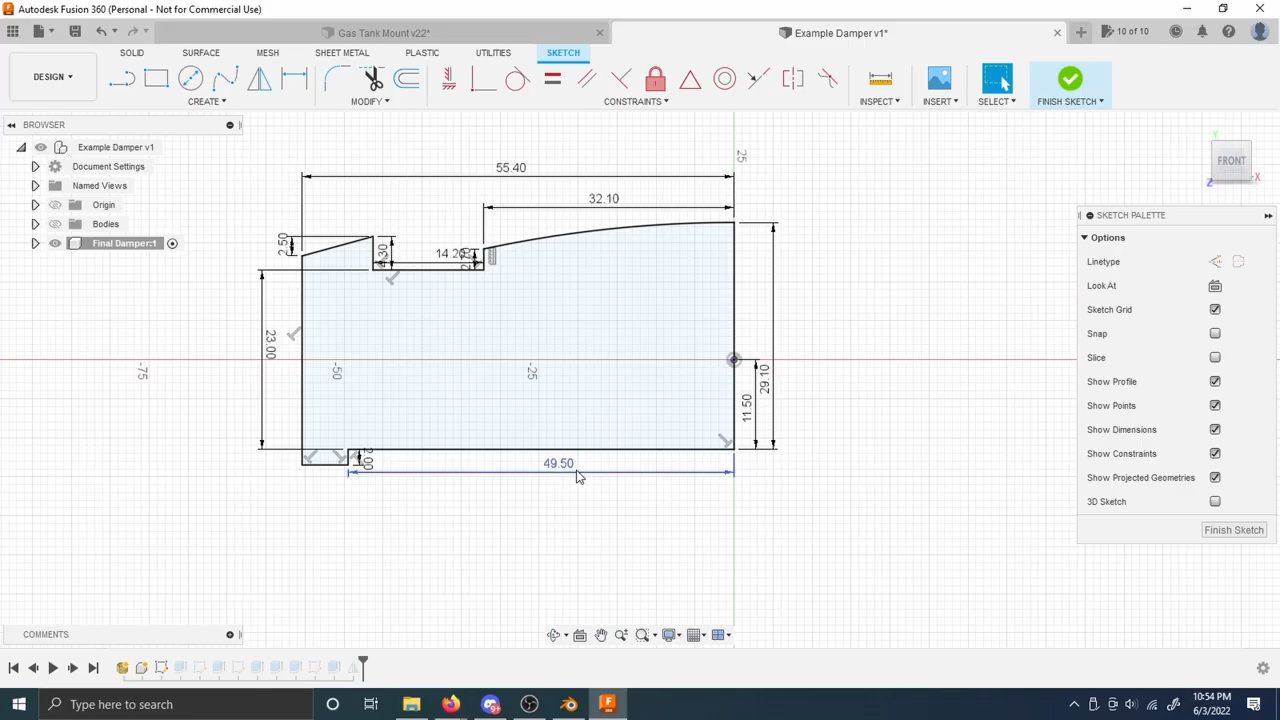 Autodesk Fusion 360 (Personal - Not for Commercial Use)
Gas Tank Mount v22*
Example Damper v1*
10 of 10
DESIGN
SOLID SURFACE MESH SHEET METAL PLASTIC UTILITIES SKETCH
CREATE MODIFY CONSTRAINTS INSPECT INSERT SELECT FINISH SKETCH
BROWSER
Example Damper v1
Document Settings
Named Views
Origin
Bodies
Final Damper:1
25
FRONT
Y
X
Z
55.40
32.10
2.50
14.20
23.00
-75
-50
-25
29.10
11.50
2.00
49.50
SKETCH PALETTE
Options
Linetype
Look At
Sketch Grid
Snap
Slice
Show Profile
Show Points
Show Dimensions
Show Constraints
Show Projected Geometries
3D Sketch
Finish Sketch
COMMENTS
Type here to search
10:54 PM
6/3/2022